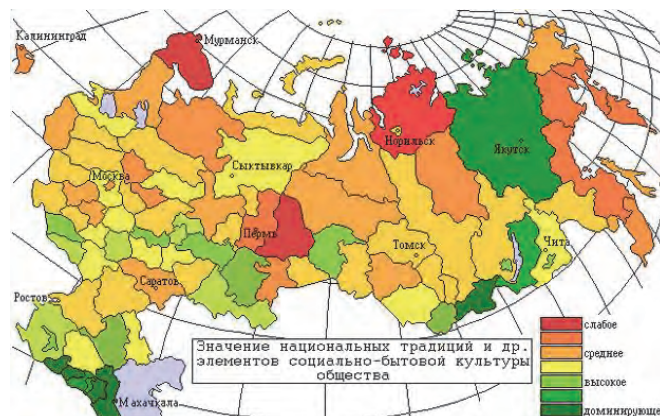 Калининград
Мурманск
Норильск
Якутск
Сыктывкар
Москва
Пермь
Томск
Чита
Саратов
Ростов
Махачкала
Значение национальных традиций и др.
элементов социально-бытовой культуры
общества
слабое
среднее
высокое
доминирующ